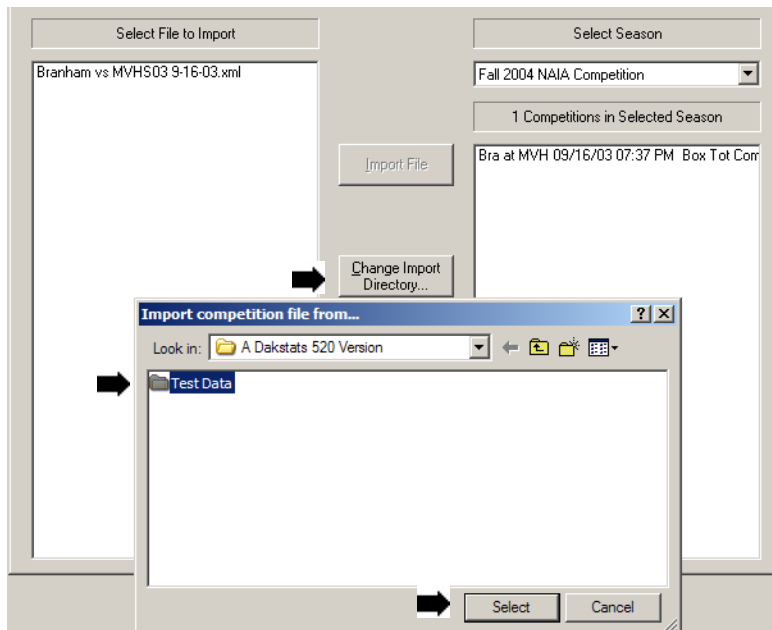 Select File to Import
Select Season
Branham vs MVHS03 9-16-03.xml
Fall 2004 NAIA Competition
1 Competitions in Selected Season
Import File
Bra at MVH 09/16/03 07:37 PM Box Tot Com
Change Import
Directory...
Import competition file from...
Look in:
A Dakstats 520 Version
Test Data
Select
Cancel